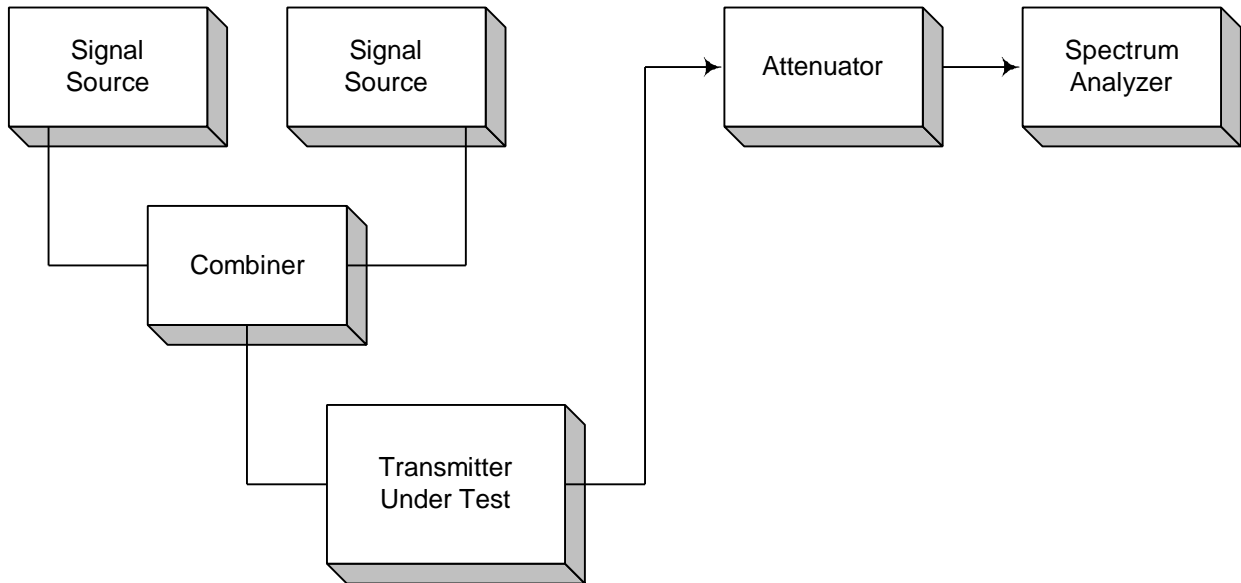 Signal
Source
Signal
Source
Attenuator
Spectrum
Analyzer
Combiner
Transmitter
Under Test